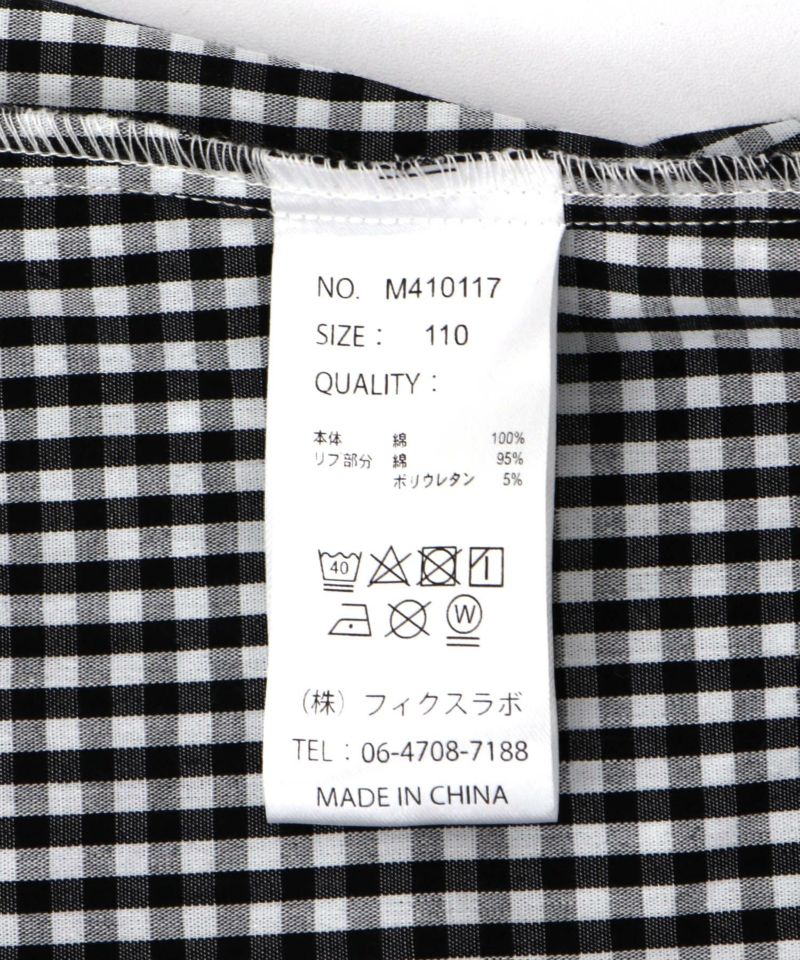 NO. M410117
SIZE : 110
QUALITY :
本体 綿 100%
リブ部分 綿 95%
ポリウレタン 5%
40
W
(株) フィクスラボ
TEL : 06-4708-7188
MADE IN CHINA